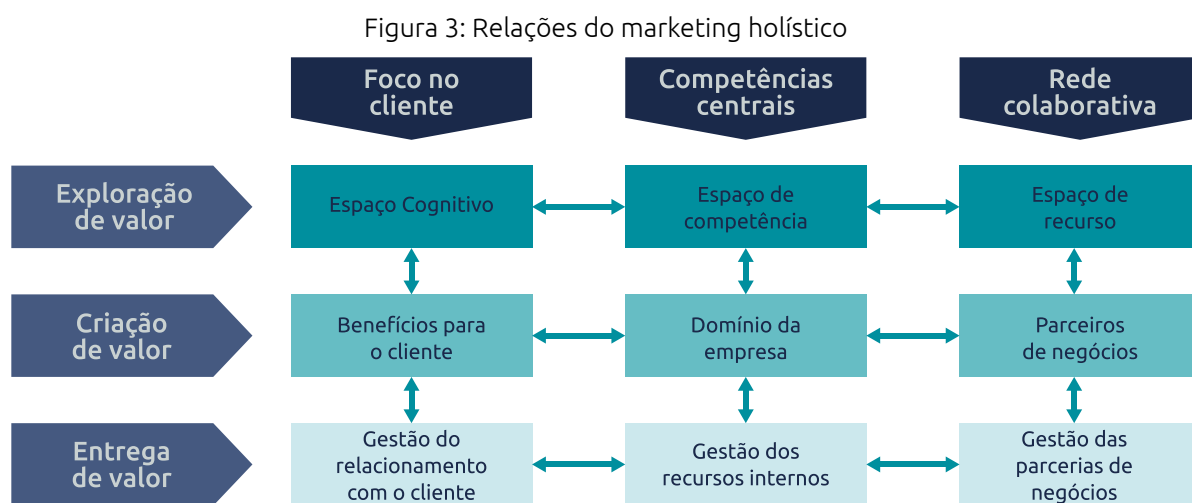 Figura 3: Relações do marketing holístico
Foco no
cliente
Competências
centrais
Rede
colaborativa
Exploração
de valor
Espaço Cognitivo
Espaço de
competência
Espaço de
recurso
Criação
de valor
Benefícios para
o cliente
Domínio da
empresa
Parceiros
de negócios
Entrega
de valor
Gestão do
relacionamento
com o cliente
Gestão dos
recursos internos
Gestão das
parcerias de
negócios